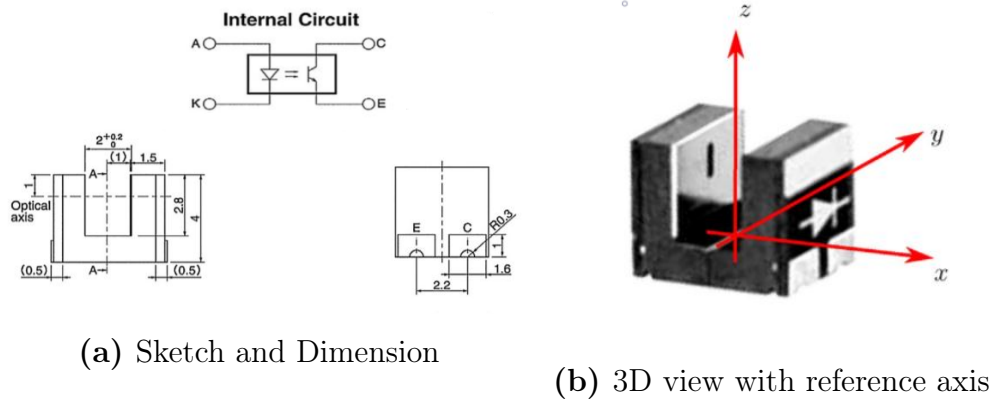 Internal Circuit
A
C
K
E
2 +0.2 0
(1)
1.5
A
1
Optical
axis
2.8
4
(0.5)
A
(0.5)
E
C
R0.3
1
1.6
2.2
(a) Sketch and Dimension
z
y
x
(b) 3D view with reference axis